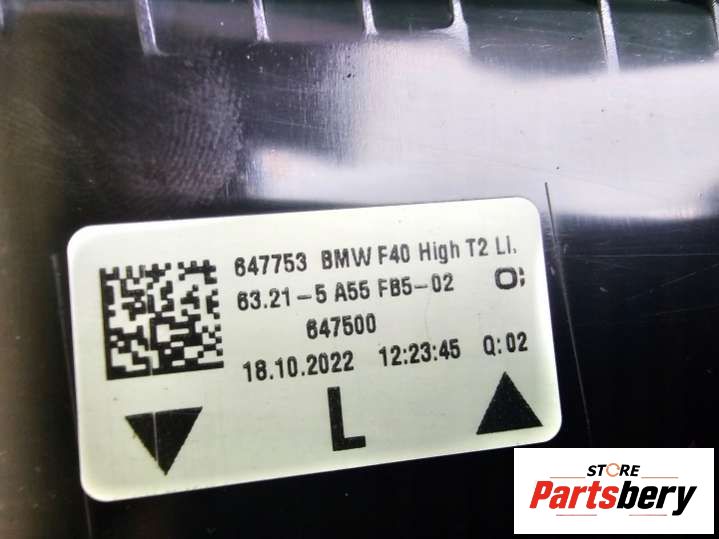 647753 BMW F40 High T2 LI.
63.21-5 A55 FB5-02
647500
18.10.2022 12:23:45 Q:02
L
STORE
Partsbery